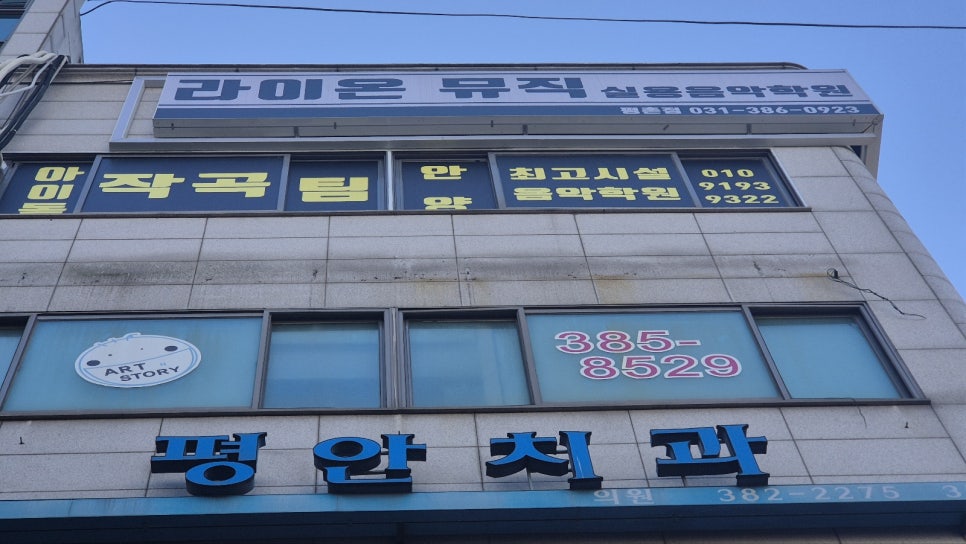 라이온 뮤직 실용음악학원
평촌점 031-386-0923
아이돌 작곡팀 안양 최고시설 010
음악학원 9193
9322
ART
STORY
385-
8529
평안치과
의원 382-2275 3